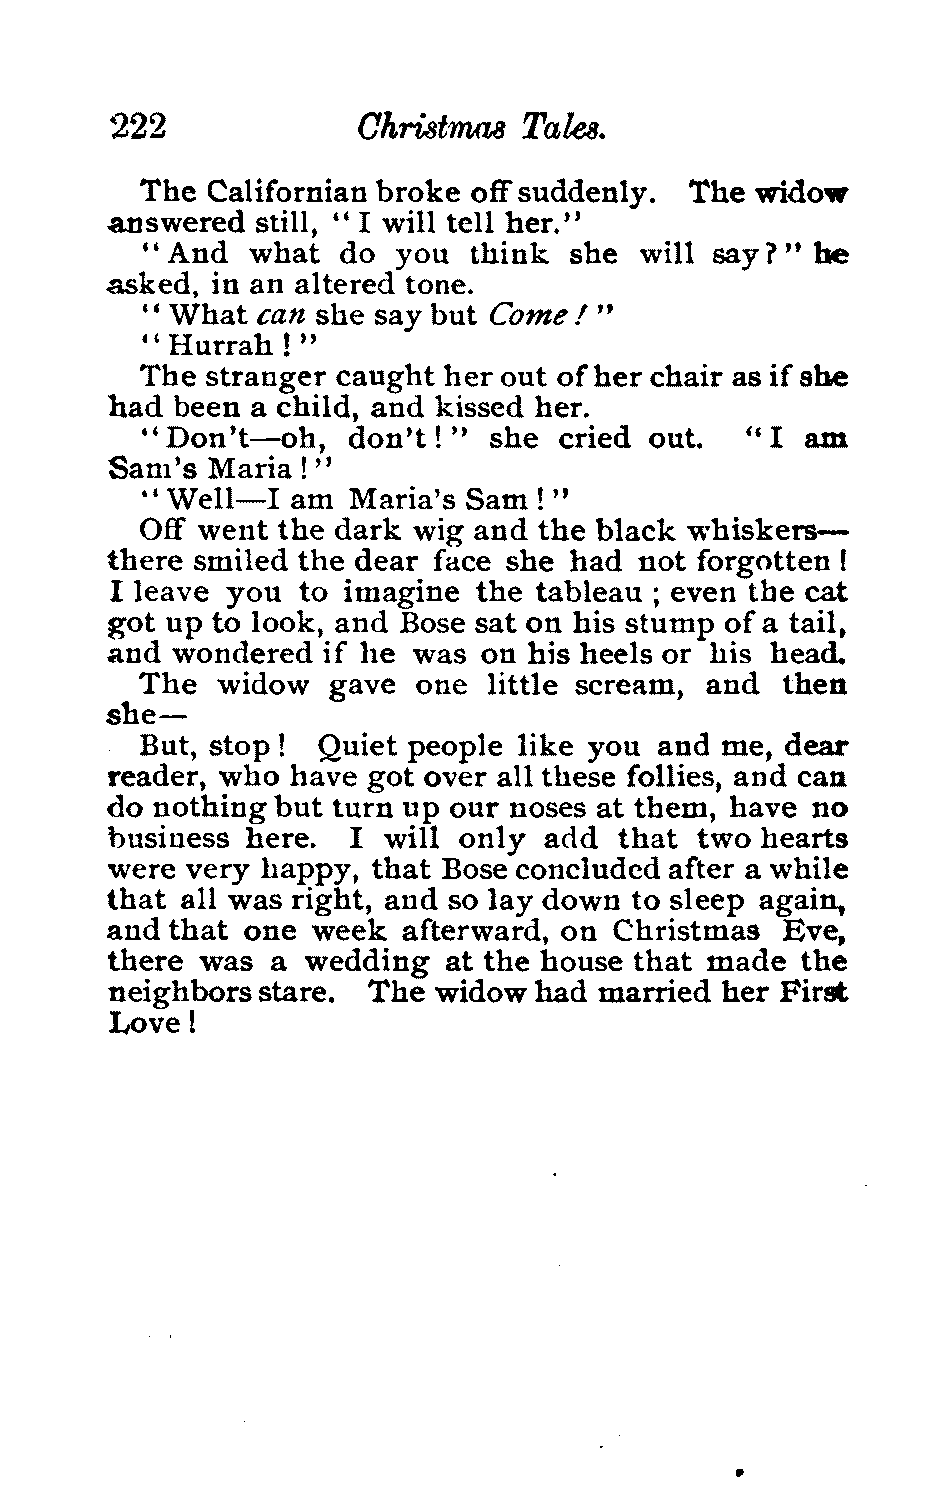 222 Christmas Tales.
The Californian broke off suddenly. The widow
answered still, "I will tell her."
"And what do you think she will say?" he
asked, in an altered tone.
"What can she say but Come!"
"Hurrah!"
The stranger caught her out of her chair as if she
had been a child, and kissed her.
"Don't—oh, don't!" she cried out. "I am
Sam's Maria!"
"Well—I am Maria's Sam!"
Off went the dark wig and the black whiskers—
there smiled the dear face she had not forgotten!
I leave you to imagine the tableau; even the cat
got up to look, and Bose sat on his stump of a tail,
and wondered if he was on his heels or his head.
The widow gave one little scream, and then
she—
But, stop! Quiet people like you and me, dear
reader, who have got over all these follies, and can
do nothing but turn up our noses at them, have no
business here. I will only add that two hearts
were very happy, that Bose concluded after a while
that all was right, and so lay down to sleep again,
and that one week afterward, on Christmas Eve,
there was a wedding at the house that made the
neighbors stare. The widow had married her First
Love!